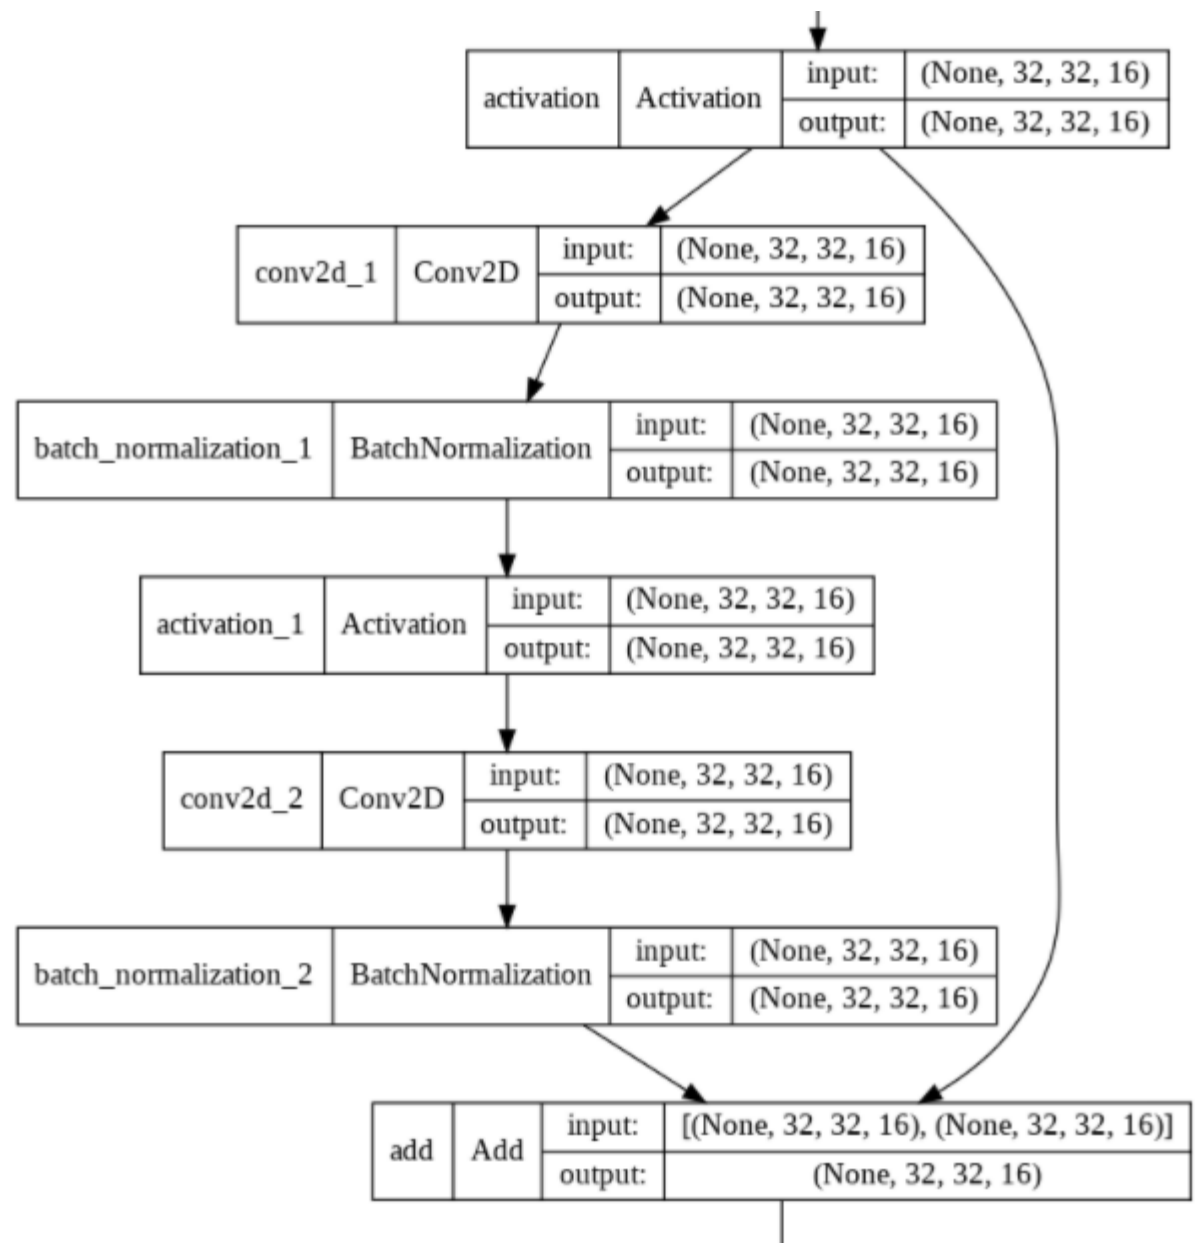 activation Activation input: (None, 32, 32, 16)
output: (None, 32, 32, 16)
conv2d_1 Conv2D input: (None, 32, 32, 16)
output: (None, 32, 32, 16)
batch_normalization_1 BatchNormalization input: (None, 32, 32, 16)
output: (None, 32, 32, 16)
activation_1 Activation input: (None, 32, 32, 16)
output: (None, 32, 32, 16)
conv2d_2 Conv2D input: (None, 32, 32, 16)
output: (None, 32, 32, 16)
batch_normalization_2 BatchNormalization input: (None, 32, 32, 16)
output: (None, 32, 32, 16)
add Add input: [(None, 32, 32, 16), (None, 32, 32, 16)]
output: (None, 32, 32, 16)